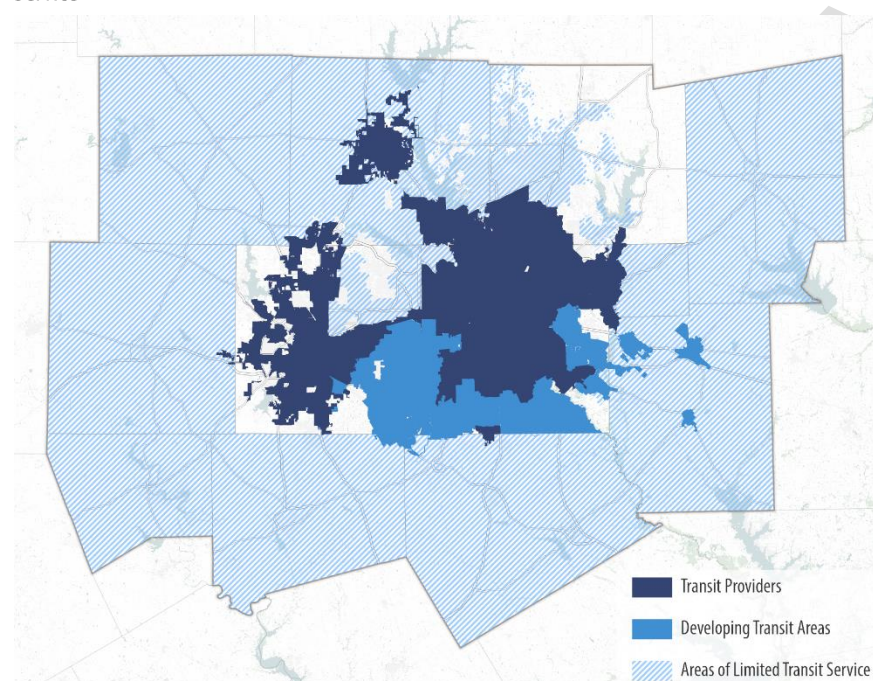 Transit Providers
Developing Transit Areas
Areas of Limited Transit Service